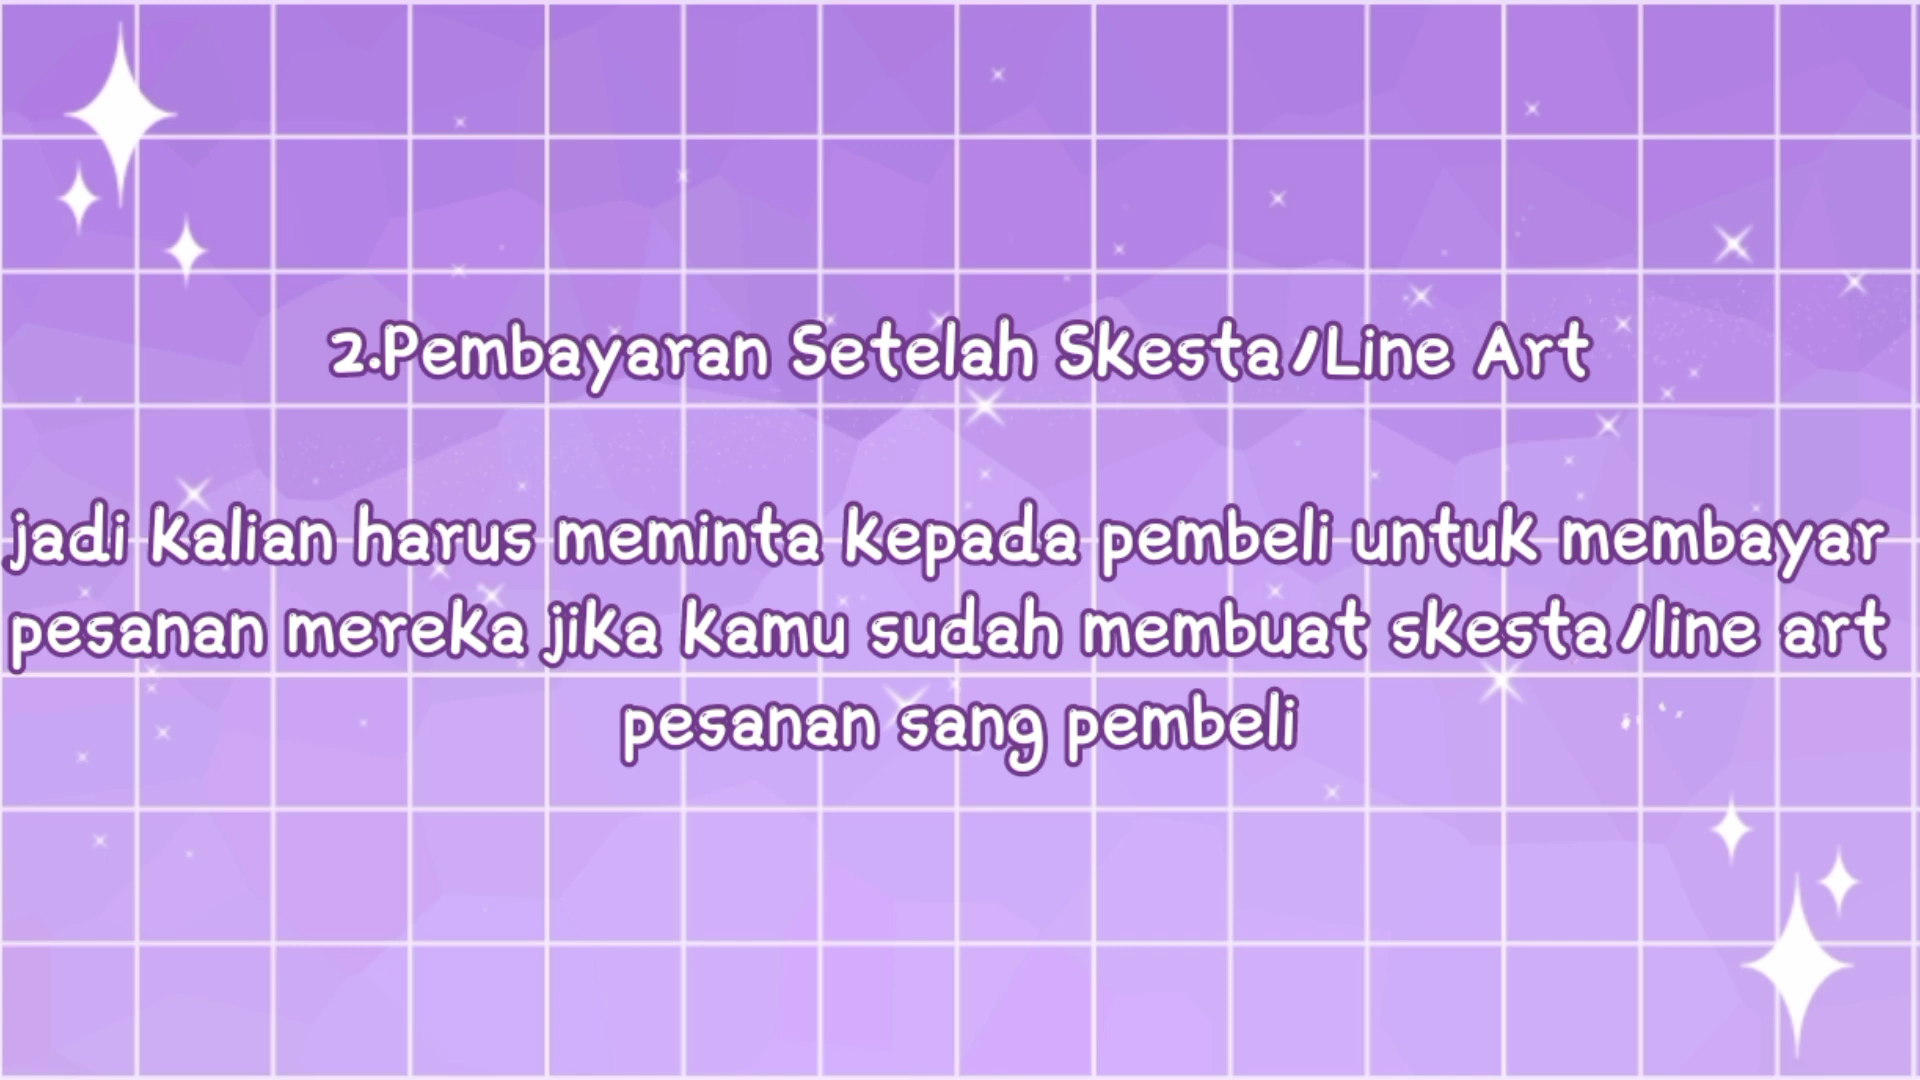 2.Pembayaran Setelah Skesta/Line Art
jadi kalian harus meminta kepada pembeli untuk membayar
pesanan mereka jika kamu sudah membuat skesta/line art
pesanan sang pembeli